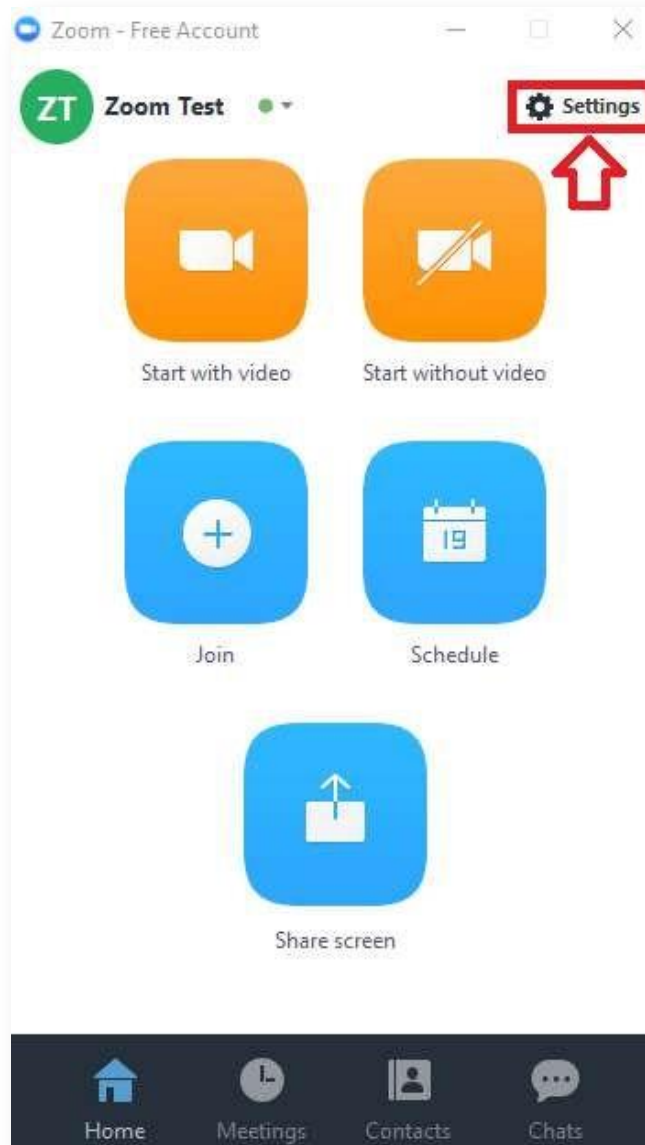 Zoom - Free Account
ZT Zoom Test Settings
Start with video Start without video
19
Join Schedule
Share screen
Home Meetings Contacts Chats